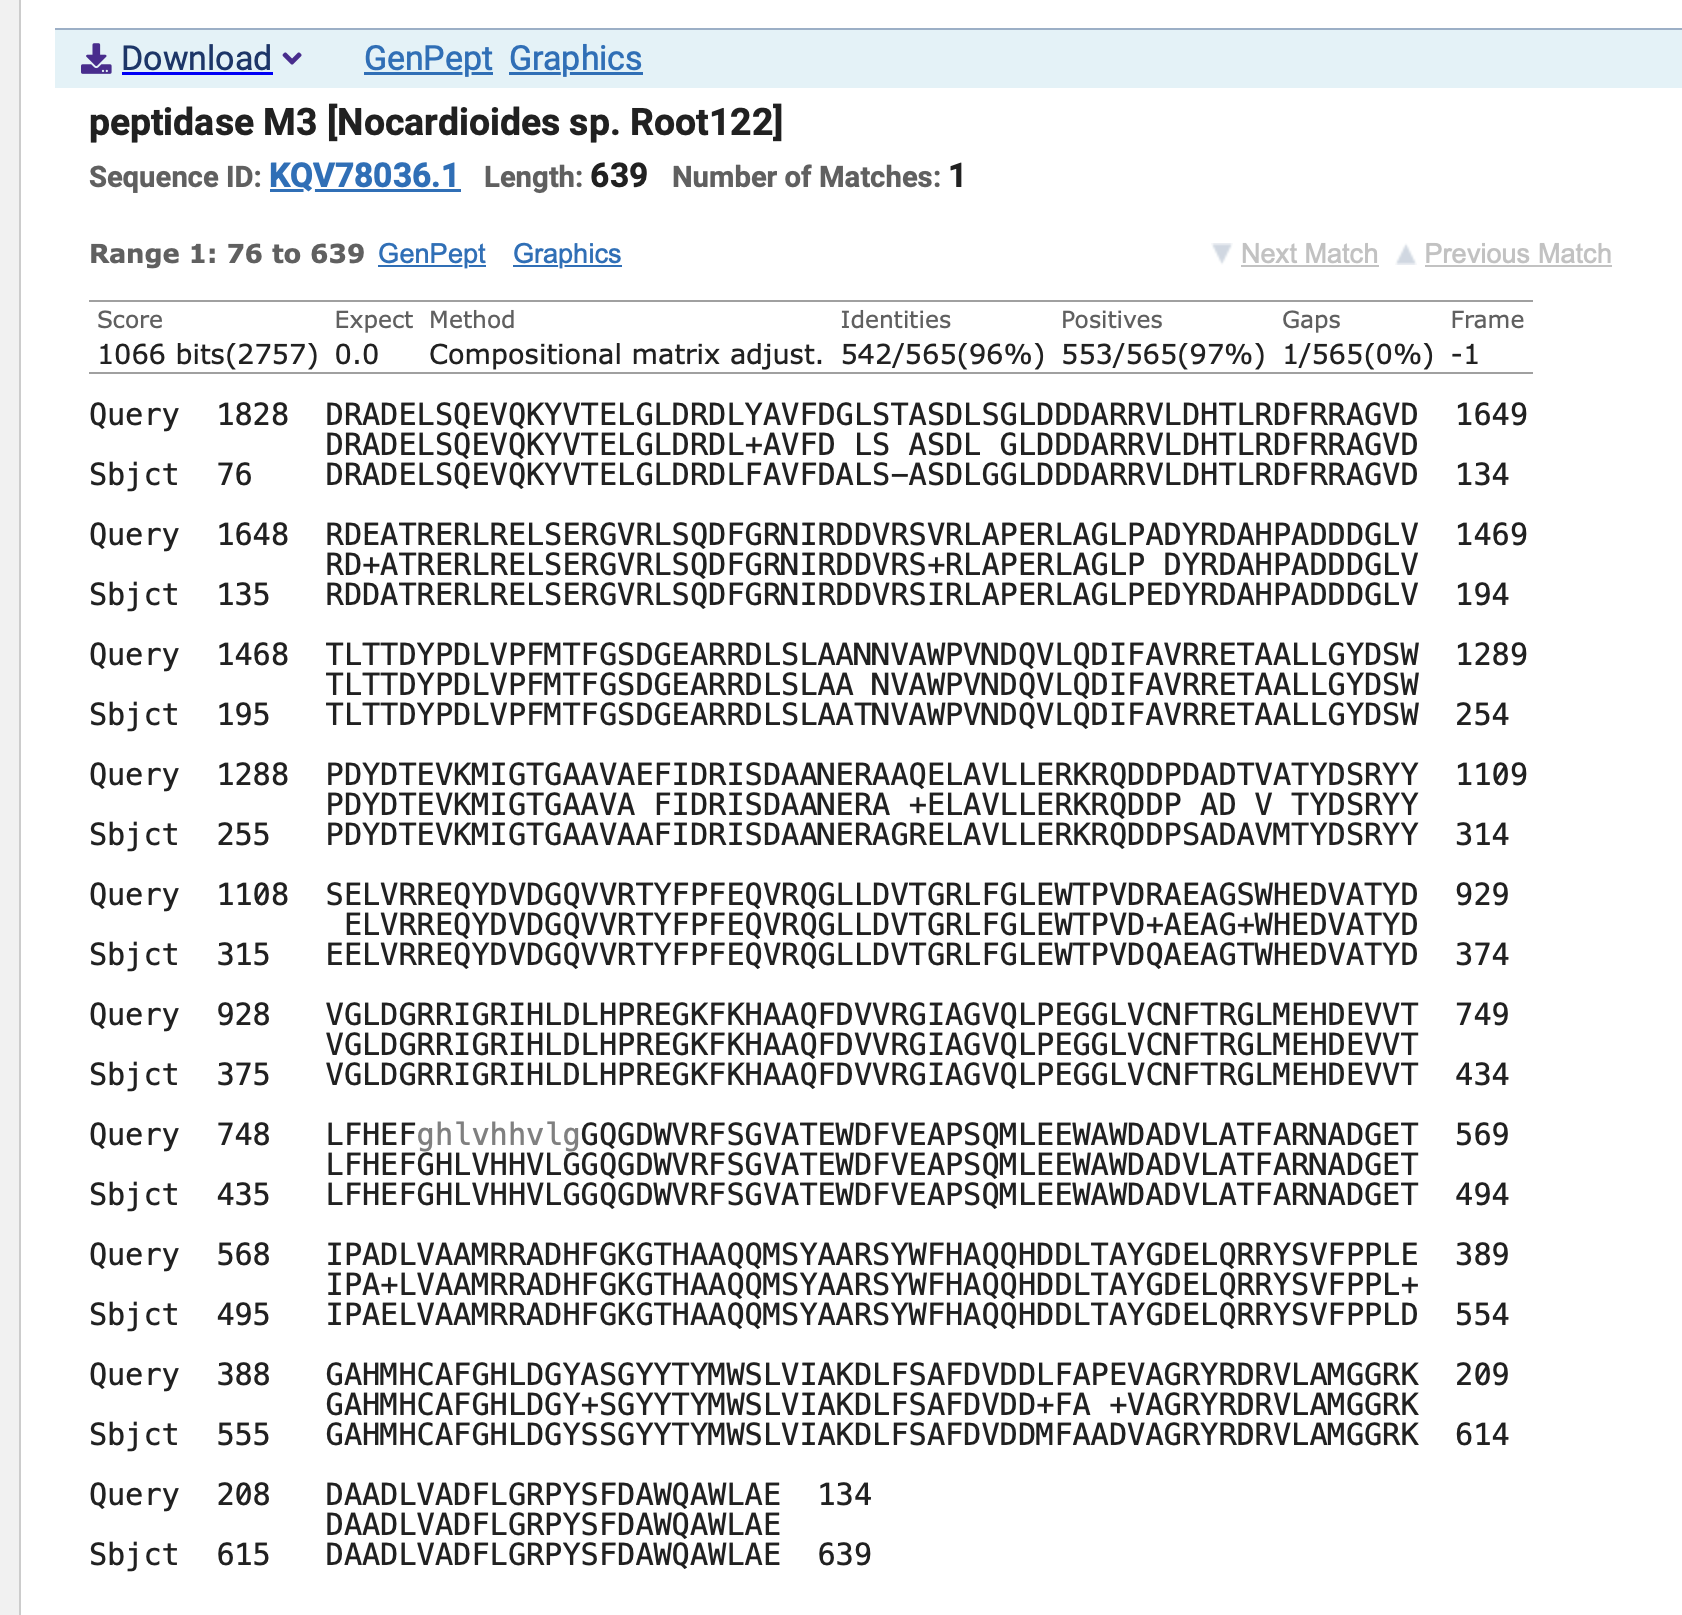 Download GenPept Graphics
peptidase M3 [Nocardioides sp. Root122]
Sequence ID: KQV78036.1 Length: 639 Number of Matches: 1
Range 1: 76 to 639 GenPept Graphics ▼ Next Match ▲ Previous Match
Score Expect Method Identities Positives Gaps Frame
1066 bits(2757) 0.0 Compositional matrix adjust. 542/565(96%) 553/565(97%) 1/565(0%) -1
Query 1828 DRADELSQEVQKYVTELGLDRDLYAVFDGLSTASDLSGLDDDARRVLDHTLRDFRRAGVD 1649
DRADELSQEVQKYVTELGLDRDL+AVFD LS ASDL GLDDDARRVLDHTLRDFRRAGVD
Sbjct 76 DRADELSQEVQKYVTELGLDRDLFAVFDALS-ASDLGGLDDDARRVLDHTLRDFRRAGVD 134
Query 1648 RDEATRERLRELSERGVRLSQDFGRNIRDDVRSVRLAPERLAGLPADYRDAHPADDDGLV 1469
RD+ATRERLRELSERGVRLSQDFGRNIRDDVRS+RLAPERLAGLP DYRDAHPADDDGLV
Sbjct 135 RDDATRERLRELSERGVRLSQDFGRNIRDDVRSIRLAPERLAGLPEDYRDAHPADDDGLV 194
Query 1468 TLTTDYPDLVPFMTFGSDGEARRDLSLAANNVAWPVNDQVLQDIFAVRRETAALLGYDSW 1289
TLTTDYPDLVPFMTFGSDGEARRDLSLAA NVAWPVNDQVLQDIFAVRRETAALLGYDSW
Sbjct 195 TLTTDYPDLVPFMTFGSDGEARRDLSLAATNVAWPVNDQVLQDIFAVRRETAALLGYDSW 254
Query 1288 PDYDTEVKMIGTGAAVAEFIDRISDAANERAAQELAVLLERKRQDDPDADTVATYDSRYY 1109
PDYDTEVKMIGTGAAVA FIDRISDAANERA +ELAVLLERKRQDDP AD V TYDSRYY
Sbjct 255 PDYDTEVKMIGTGAAVAAFIDRISDAANERAGRELAVLLERKRQDDPSADAVMTYDSRYY 314
Query 1108 SELVRREQYDVDGQVVRTYFPFEQVRQGLLDVTGRLFGLEWTPVDRAEAGSWHEDVATYD 929
ELVRREQYDVDGQVVRTYFPFEQVRQGLLDVTGRLFGLEWTPVD+AEAG+WHEDVATYD
Sbjct 315 EELVRREQYDVDGQVVRTYFPFEQVRQGLLDVTGRLFGLEWTPVDQAEAGTWHEDVATYD 374
Query 928 VGLDGRRIGRIHLDLHPREGKFKHAAQFDVVRGIAGVQLPEGGLVCNFTRGLMEHDEVVT 749
VGLDGRRIGRIHLDLHPREGKFKHAAQFDVVRGIAGVQLPEGGLVCNFTRGLMEHDEVVT
Sbjct 375 VGLDGRRIGRIHLDLHPREGKFKHAAQFDVVRGIAGVQLPEGGLVCNFTRGLMEHDEVVT 434
Query 748 LFHEFghlvhhvlgGQGDWVRFSGVATEWDFVEAPSQMLEEWAWDADVLATFARNADGET 569
LFHEFGHLVHHVLGGQGDWVRFSGVATEWDFVEAPSQMLEEWAWDADVLATFARNADGET
Sbjct 435 LFHEFGHLVHHVLGGQGDWVRFSGVATEWDFVEAPSQMLEEWAWDADVLATFARNADGET 494
Query 568 IPADLVAAMRRADHFGKGTHAAQQMSYAARSYWFHAQQHDDLTAYGDELQRRYSVFPPLE 389
IPA+LVAAMRRADHFGKGTHAAQQMSYAARSYWFHAQQHDDLTAYGDELQRRYSVFPPL+
Sbjct 495 IPAELVAAMRRADHFGKGTHAAQQMSYAARSYWFHAQQHDDLTAYGDELQRRYSVFPPLD 554
Query 388 GAHMHCAFGHLDGYASGYYTYMWSLVIAKDLFSAFDVDDLFAPEVAGRYRDRVLAMGGRK 209
GAHMHCAFGHLDGY+SGYYTYMWSLVIAKDLFSAFDVDD+FA +VAGRYRDRVLAMGGRK
Sbjct 555 GAHMHCAFGHLDGYSSGYYTYMWSLVIAKDLFSAFDVDDMFAADVAGRYRDRVLAMGGRK 614
Query 208 DAADLVADFLGRPYSFDAWQAWLAE 134
DAADLVADFLGRPYSFDAWQAWLAE
Sbjct 615 DAADLVADFLGRPYSFDAWQAWLAE 639